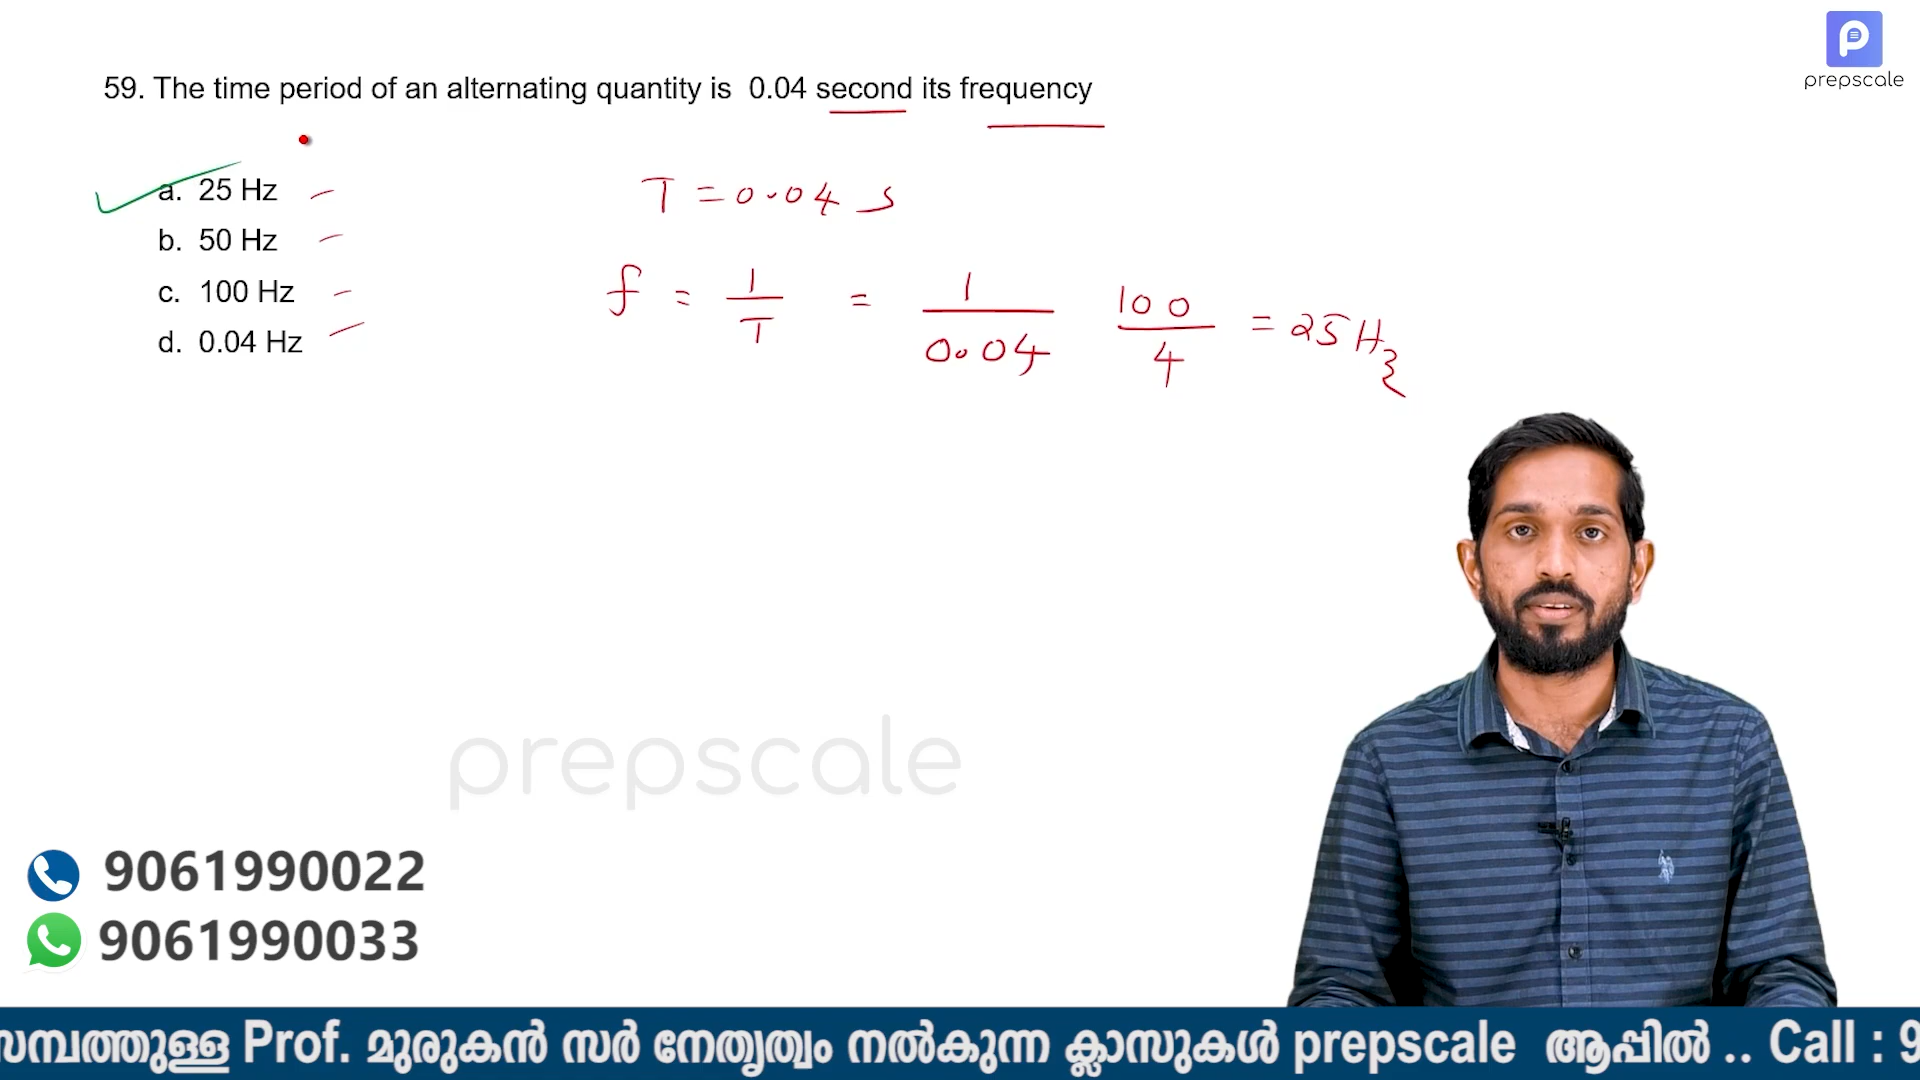 prepscale
59. The time period of an alternating quantity is 0.04 second its frequency
a. 25 Hz
b. 50 Hz
c. 100 Hz
d. 0.04 Hz
T = 0.04 s
f = 1/T = 1/0.04 100/4 = 25 Hz
prepscale
9061990022
9061990033
സമ്പത്തുള്ള Prof. മുരുകൻ സർ നേതൃത്വം നൽകുന്ന ക്ലാസുകൾ prepscale ആപ്പിൽ .. Call : 9